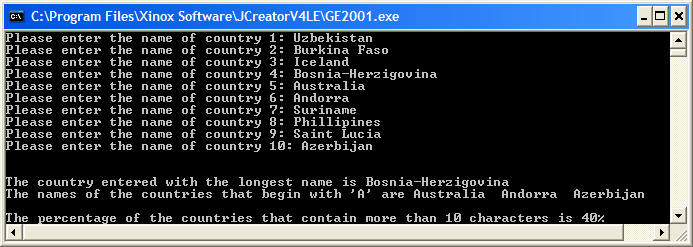 C:\Program Files\Xinox Software\JCreatorV4LE\GE2001.exe
Please enter the name of country 1: Uzbekistan
Please enter the name of country 2: Burkina Faso
Please enter the name of country 3: Iceland
Please enter the name of country 4: Bosnia-Herzigovina
Please enter the name of country 5: Australia
Please enter the name of country 6: Andorra
Please enter the name of country 7: Suriname
Please enter the name of country 8: Phillipines
Please enter the name of country 9: Saint Lucia
Please enter the name of country 10: Azerbijan
The country entered with the longest name is Bosnia-Herzigovina
The names of the countries that begin with 'A' are Australia  Andorra  Azerbijan
The percentage of the countries that contain more than 10 characters is 40%